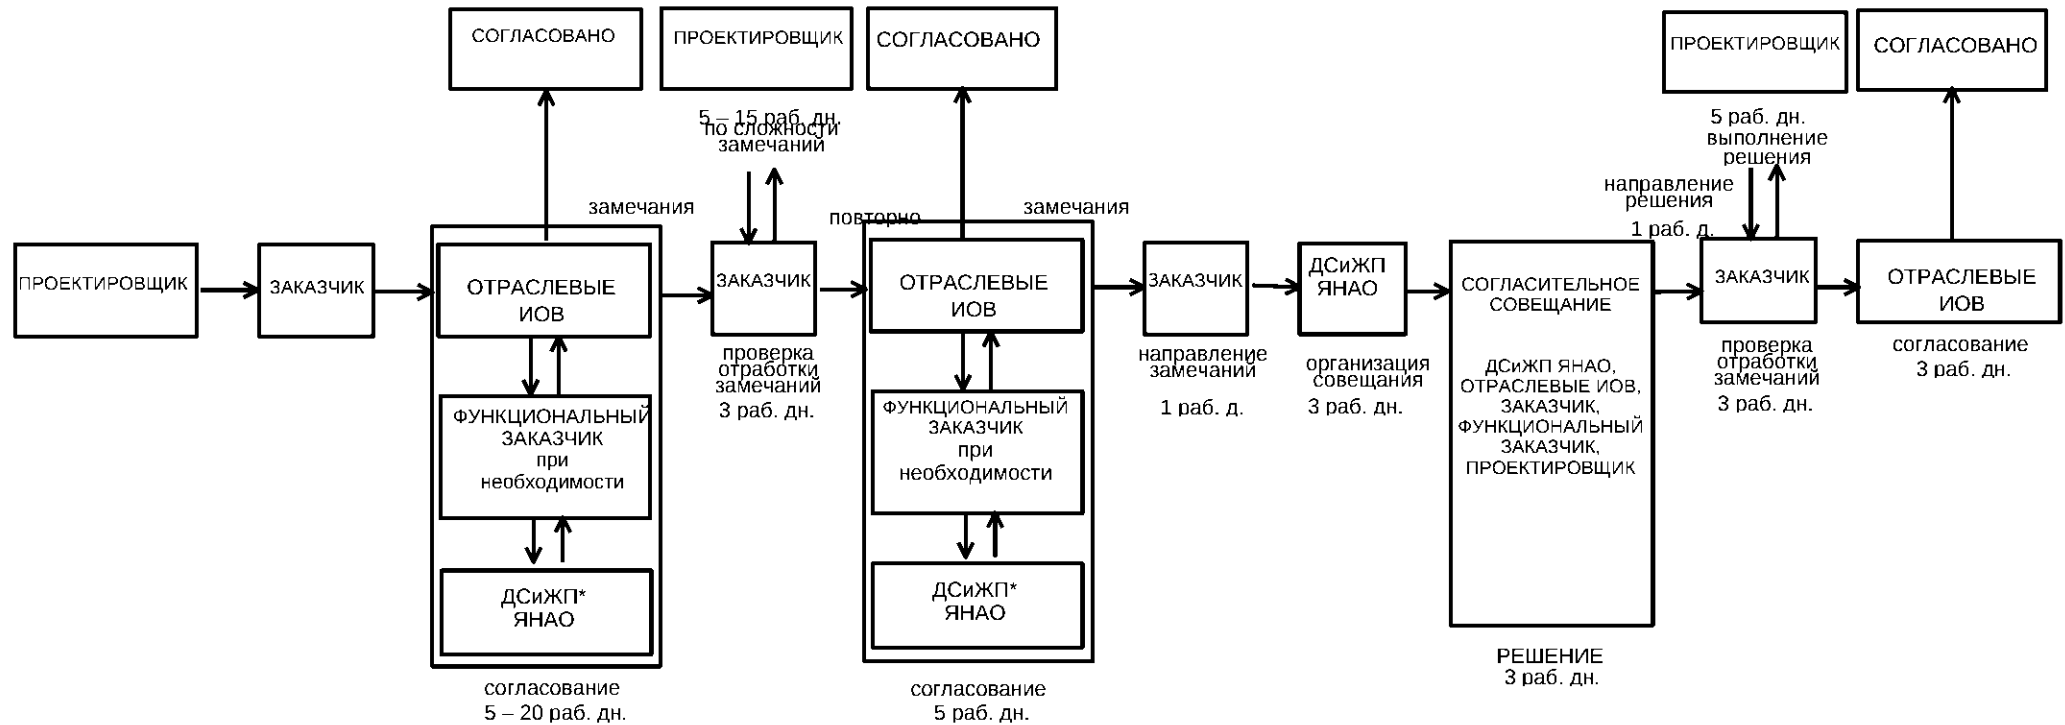 СОГЛАСОВАНО
ПРОЕКТИРОВЩИК
СОГЛАСОВАНО
ПРОЕКТИРОВЩИК
СОГЛАСОВАНО
5 – 15 раб. дн.
по сложности
замечаний
5 раб. дн.
выполнение
решения
направление
решения
1 раб. д.
замечания
повторно
замечания
ПРОЕКТИРОВЩИК
ЗАКАЗЧИК
ОТРАСЛЕВЫЕ
ИОВ
ФУНКЦИОНАЛЬНЫЙ
ЗАКАЗЧИК
при
необходимости
ДСиЖП*
ЯНАО
согласование
5 – 20 раб. дн.
ЗАКАЗЧИК
проверка
отработки
замечаний
3 раб. дн.
ОТРАСЛЕВЫЕ
ИОВ
ФУНКЦИОНАЛЬНЫЙ
ЗАКАЗЧИК
при
необходимости
ДСиЖП*
ЯНАО
согласование
5 раб. дн.
ЗАКАЗЧИК
направление
замечаний
1 раб. д.
ДСиЖП
ЯНАО
организация
совещания
3 раб. дн.
СОГЛАСИТЕЛЬНОЕ
СОВЕЩАНИЕ
ДСиЖП ЯНАО,
ОТРАСЛЕВЫЕ ИОВ,
ЗАКАЗЧИК,
ФУНКЦИОНАЛЬНЫЙ
ЗАКАЗЧИК,
ПРОЕКТИРОВЩИК
РЕШЕНИЕ
3 раб. дн.
ЗАКАЗЧИК
проверка
отработки
замечаний
3 раб. дн.
ОТРАСЛЕВЫЕ
ИОВ
согласование
3 раб. дн.